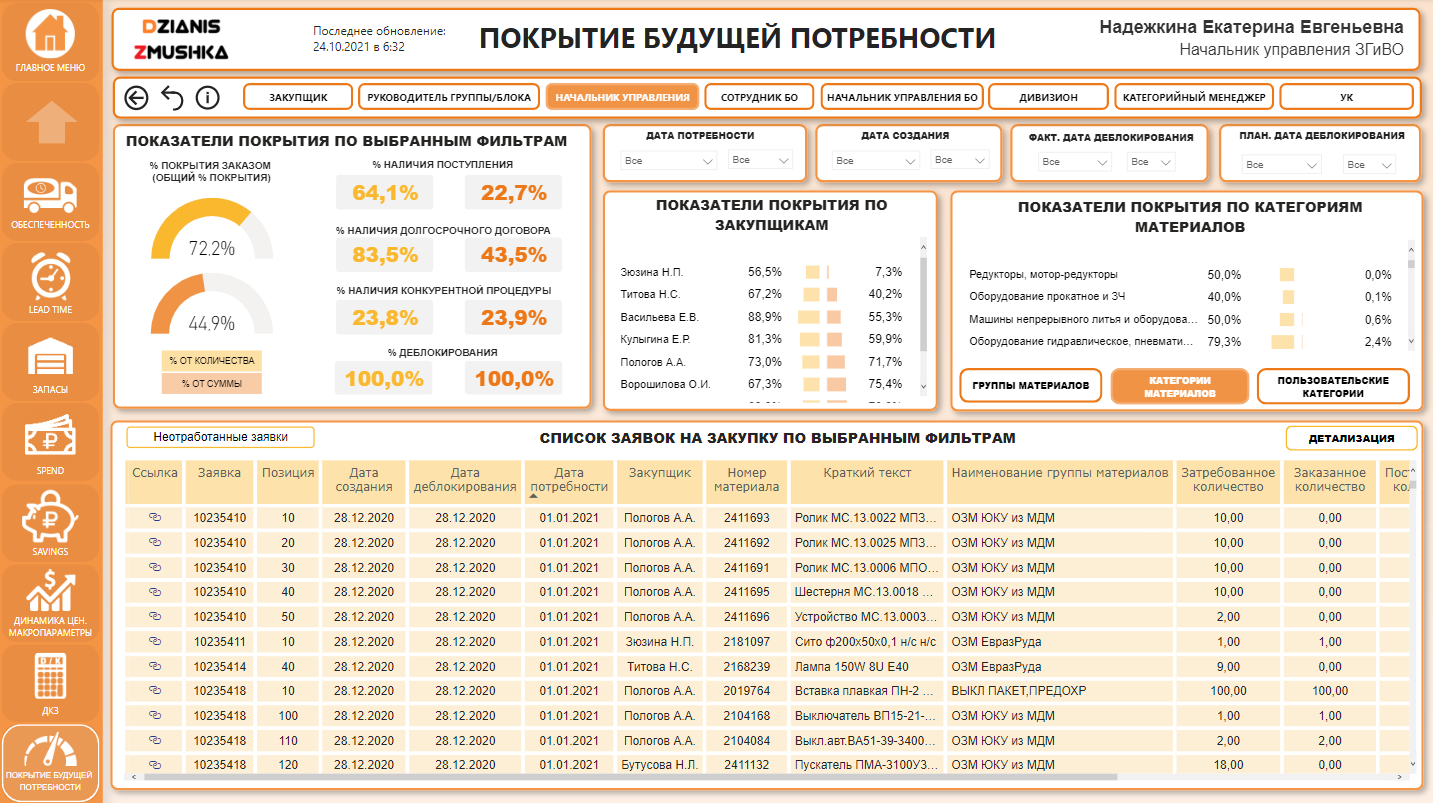 ГЛАВНОЕ МЕНЮ
ОБЕСПЕЧЕННОСТЬ
LEAD TIME
ЗАПАСЫ
SPEND
SAVINGS
ДИНАМИКА ЦЕН.
МАКРОПАРАМЕТРЫ
ДКЗ
ПОКРЫТИЕ БУДУЩЕЙ
ПОТРЕБНОСТИ
DZIANIS
ZMUSHKA
Последнее обновление:
24.10.2021 в 6:32
ПОКРЫТИЕ БУДУЩЕЙ ПОТРЕБНОСТИ
Надежкина Екатерина Евгеньевна
Начальник управления ЗГиВО
ЗАКУПЩИК
РУКОВОДИТЕЛЬ ГРУППЫ/БЛОКА
НАЧАЛЬНИК УПРАВЛЕНИЯ
СОТРУДНИК БО
НАЧАЛЬНИК УПРАВЛЕНИЯ БО
ДИВИЗИОН
КАТЕГОРИЙНЫЙ МЕНЕДЖЕР
УК
ПОКАЗАТЕЛИ ПОКРЫТИЯ ПО ВЫБРАННЫМ ФИЛЬТРАМ
% ПОКРЫТИЯ ЗАКАЗОМ
(ОБЩИЙ % ПОКРЫТИЯ)
72,2%
44,9%
% ОТ КОЛИЧЕСТВА
% ОТ СУММЫ
% НАЛИЧИЯ ПОСТУПЛЕНИЯ
64,1% 22,7%
% НАЛИЧИЯ ДОЛГОСРОЧНОГО ДОГОВОРА
83,5% 43,5%
% НАЛИЧИЯ КОНКУРЕНТНОЙ ПРОЦЕДУРЫ
23,8% 23,9%
% ДЕБЛОКИРОВАНИЯ
100,0% 100,0%
ДАТА ПОТРЕБНОСТИ
Все Все
ДАТА СОЗДАНИЯ
Все Все
ФАКТ. ДАТА ДЕБЛОКИРОВАНИЯ
Все Все
ПЛАН. ДАТА ДЕБЛОКИРОВАНИЯ
Все Все
ПОКАЗАТЕЛИ ПОКРЫТИЯ ПО
ЗАКУПЩИКАМ
Зюзина Н.П. 56,5% 7,3%
Титова Н.С. 67,2% 40,2%
Васильева Е.В. 88,9% 55,3%
Кулыгина Е.Р. 81,3% 59,9%
Пологов А.А. 73,0% 71,7%
Ворошилова О.И. 67,3% 75,4%
ПОКАЗАТЕЛИ ПОКРЫТИЯ ПО КАТЕГОРИЯМ
МАТЕРИАЛОВ
Редукторы, мотор-редукторы 50,0% 0,0%
Оборудование прокатное и ЗЧ 40,0% 0,1%
Машины непрерывного литья и оборудова... 50,0% 0,6%
Оборудование гидравлическое, пневмати... 79,3% 2,4%
ГРУППЫ МАТЕРИАЛОВ
КАТЕГОРИИ
МАТЕРИАЛОВ
ПОЛЬЗОВАТЕЛЬСКИЕ
КАТЕГОРИИ
Неотработанные заявки
СПИСОК ЗАЯВОК НА ЗАКУПКУ ПО ВЫБРАННЫМ ФИЛЬТРАМ
ДЕТАЛИЗАЦИЯ
Ссылка Заявка Позиция Дата создания Дата деблокирования Дата потребности Закупщик Номер материала Краткий текст Наименование группы материалов Затребованное количество Заказанное количество Пост кол
10235410 10 28.12.2020 28.12.2020 01.01.2021 Пологов А.А. 2411693 Ролик МС.13.0022 МПЗ... ОЗМ ЮКУ из МДМ 10,00 0,00
10235410 20 28.12.2020 28.12.2020 01.01.2021 Пологов А.А. 2411692 Ролик МС.13.0025 МПЗ... ОЗМ ЮКУ из МДМ 10,00 0,00
10235410 30 28.12.2020 28.12.2020 01.01.2021 Пологов А.А. 2411691 Ролик МС.13.0006 МПО... ОЗМ ЮКУ из МДМ 10,00 0,00
10235410 40 28.12.2020 28.12.2020 01.01.2021 Пологов А.А. 2411695 Шестерня МС.13.0018 ... ОЗМ ЮКУ из МДМ 10,00 0,00
10235410 50 28.12.2020 28.12.2020 01.01.2021 Пологов А.А. 2411696 Устройство МС.13.0003... ОЗМ ЮКУ из МДМ 2,00 0,00
10235411 10 28.12.2020 28.12.2020 01.01.2021 Зюзина Н.П. 2181097 Сито ф200х50х0,1 н/с н/с ОЗМ ЕвразРуда 1,00 1,00
10235414 40 28.12.2020 28.12.2020 01.01.2021 Титова Н.С. 2168239 Лампа 150W 8U E40 ОЗМ ЕвразРуда 9,00 0,00
10235418 10 28.12.2020 28.12.2020 01.01.2021 Пологов А.А. 2019764 Вставка плавкая ПН-2 ... ВЫКЛ ПАКЕТ,ПРЕДОХР 100,00 100,00
10235418 100 28.12.2020 28.12.2020 01.01.2021 Пологов А.А. 2104168 Выключатель ВП15-21-... ОЗМ ЮКУ из МДМ 1,00 1,00
10235418 110 28.12.2020 28.12.2020 01.01.2021 Пологов А.А. 2104084 Выкл.авт.ВА51-39-3400... ОЗМ ЮКУ из МДМ 2,00 2,00
10235418 120 28.12.2020 28.12.2020 01.01.2021 Бутусова Н.Л. 2411132 Пускатель ПМА-3100УЗ... ОЗМ ЮКУ из МДМ 18,00 0,00